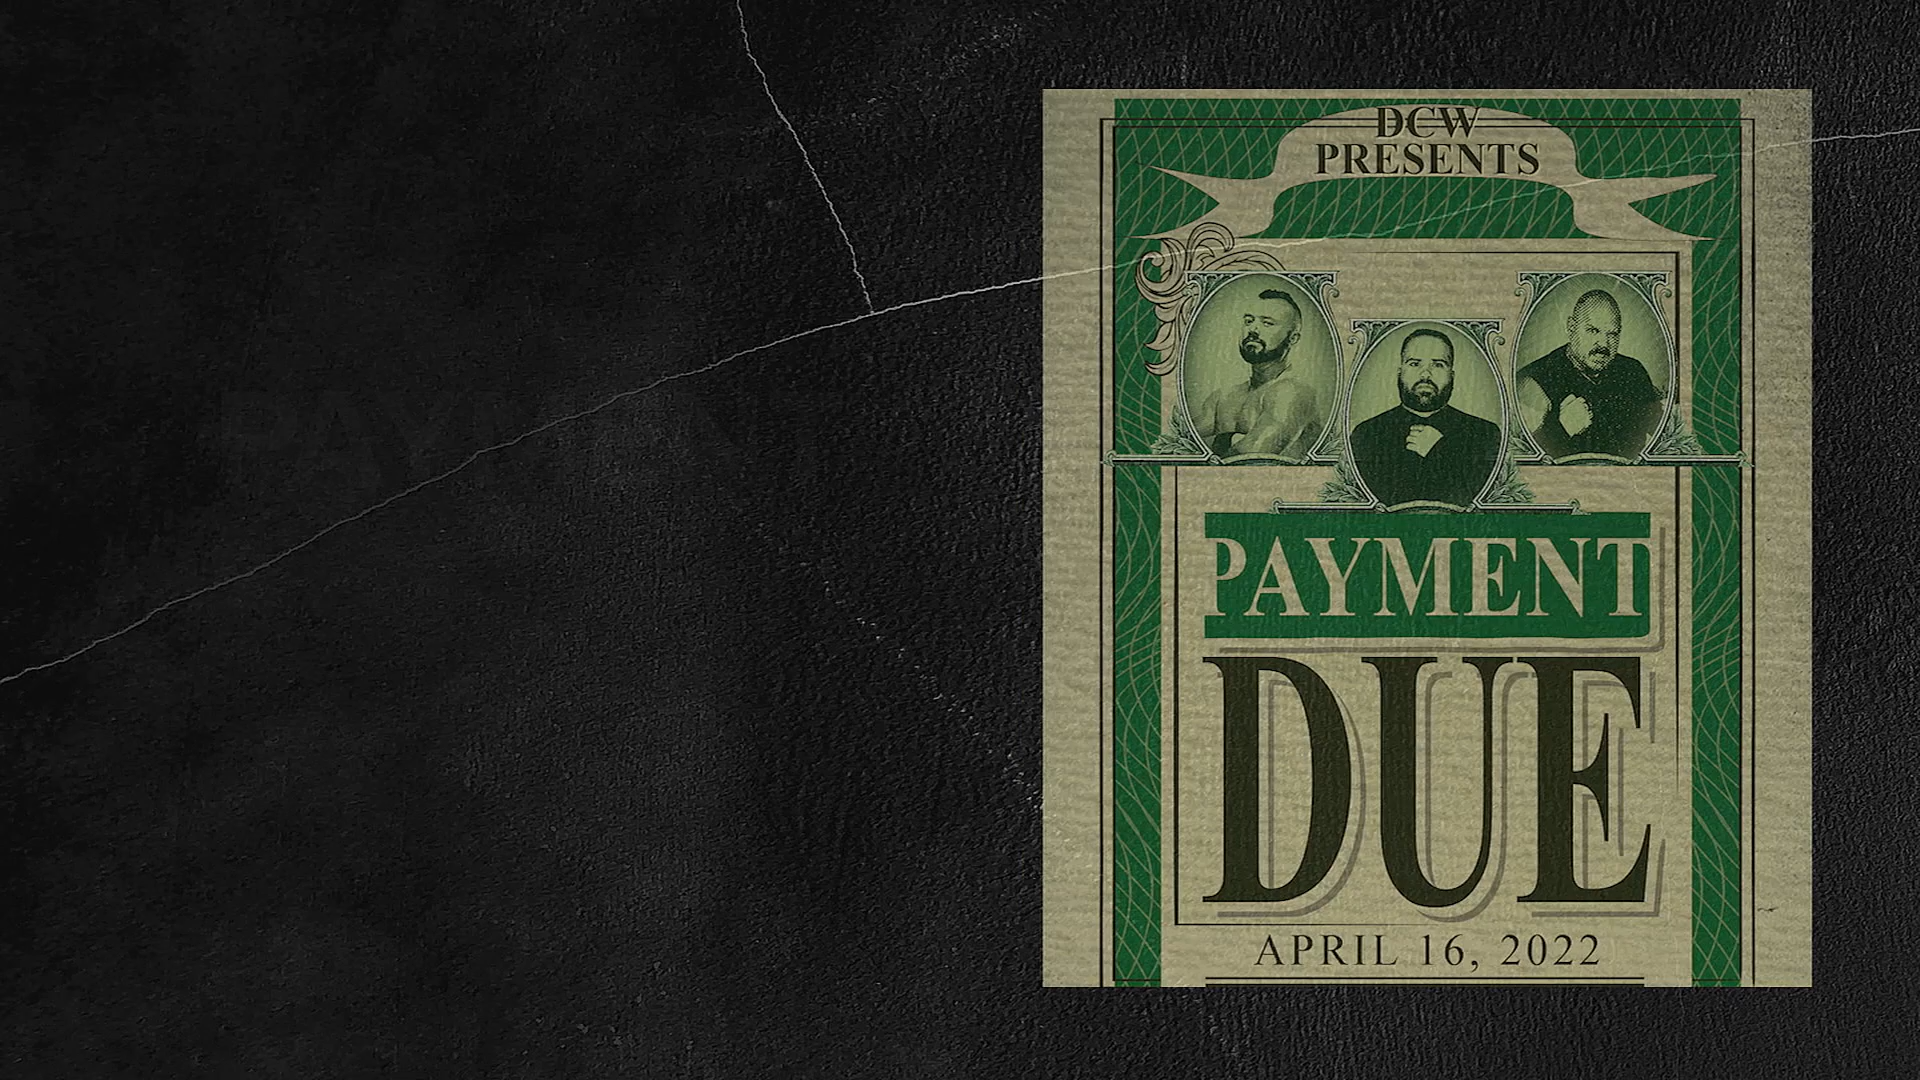 DCW
PRESENTS
PAYMENT
DUE
APRIL 16, 2022